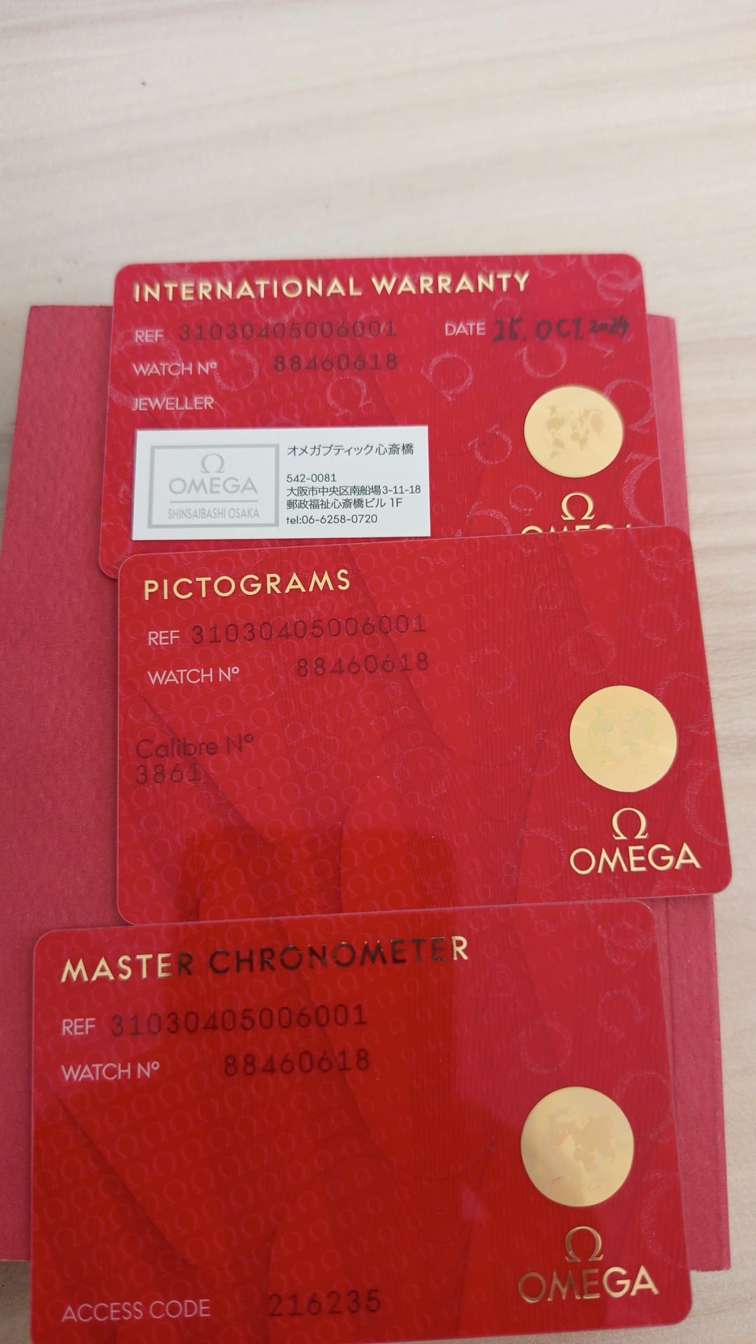 INTERNATIONAL WARRANTY
REF 31030405006001 DATE 25. OCT 2024
WATCH Nº 88460618
JEWELLER
Ω
OMEGA
SHINSAIBASHI OSAKA
オメガブティック心斎橋
542-0081
大阪市中央区南船場3-11-18
郵政福祉心斎橋ビル 1F
tel:06-6258-0720
Ω
OMEGA
PICTOGRAMS
REF 31030405006001
WATCH Nº 88460618
Calibre Nº
3861
Ω
OMEGA
MASTER CHRONOMETER
REF 31030405006001
WATCH Nº 88460618
Ω
OMEGA
ACCESS CODE 216235